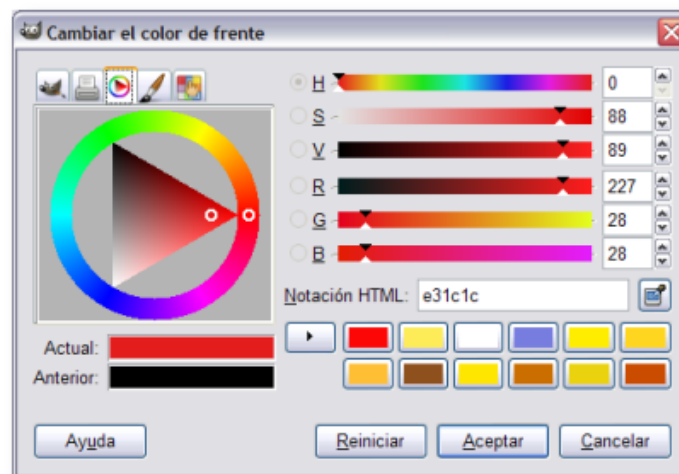 Cambiar el color de frente
H 0
S 88
V 89
R 227
G 28
B 28
Notación HTML: e31c1c
Actual:
Anterior:
Ayuda Reiniciar Aceptar Cancelar